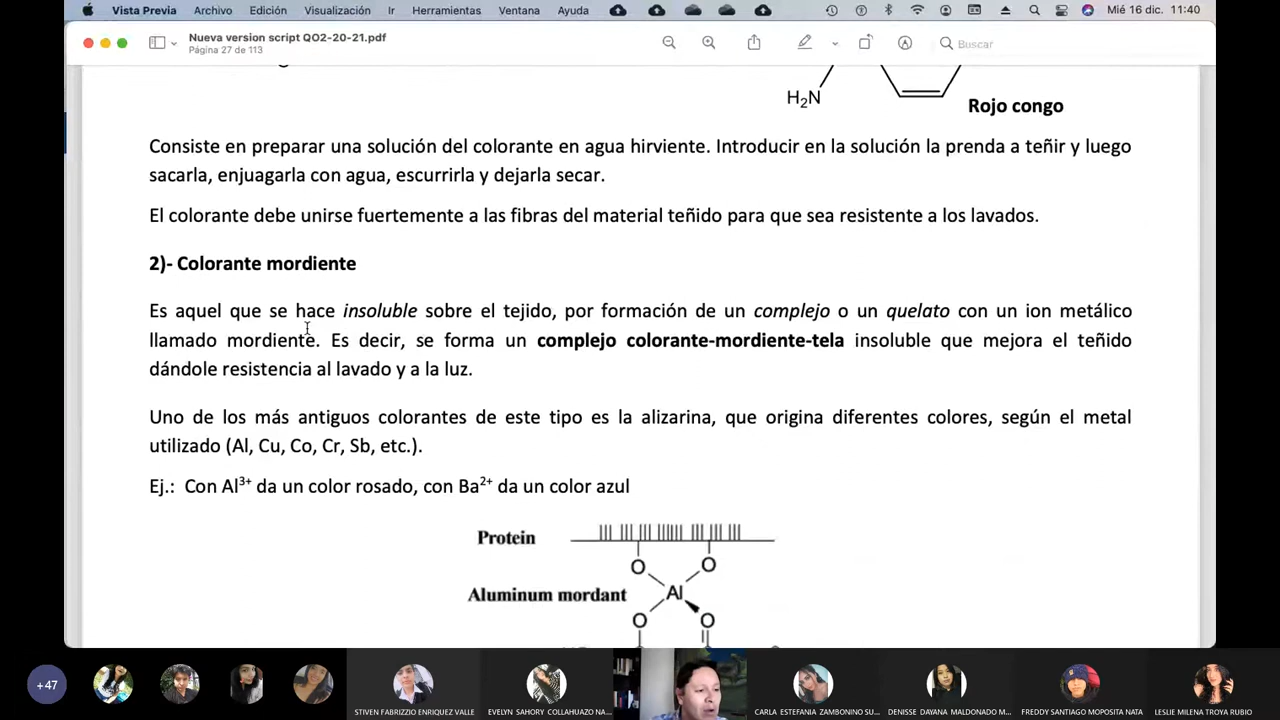 Vista Previa Archivo Edición Visualización Ir Herramientas Ventana Ayuda Mié 16 dic. 11:40
Nueva version script QO2-20-21.pdf
Página 27 de 113
Buscar
H₂N
Rojo congo
Consiste en preparar una solución del colorante en agua hirviente. Introducir en la solución la prenda a teñir y luego
sacarla, enjuagarla con agua, escurrirla y dejarla secar.
El colorante debe unirse fuertemente a las fibras del material teñido para que sea resistente a los lavados.
2)- Colorante mordiente
Es aquel que se hace insoluble sobre el tejido, por formación de un complejo o un quelato con un ion metálico
llamado mordiente. Es decir, se forma un complejo colorante-mordiente-tela insoluble que mejora el teñido
dándole resistencia al lavado y a la luz.
Uno de los más antiguos colorantes de este tipo es la alizarina, que origina diferentes colores, según el metal
utilizado (Al, Cu, Co, Cr, Sb, etc.).
Ej.: Con Al³⁺ da un color rosado, con Ba²⁺ da un color azul
Protein
O O
Aluminum mordant Al
O O
+47
STIVEN FABRIZZIO ENRIQUEZ VALLE EVELYN SAHORY COLLAHUAZO NA... CARLA ESTEFANIA ZAMBONINO SU... DENISSE DAYANA MALDONADO M... FREDDY SANTIAGO MOPOSITA NATA LESLIE MILENA TROYA RUBIO